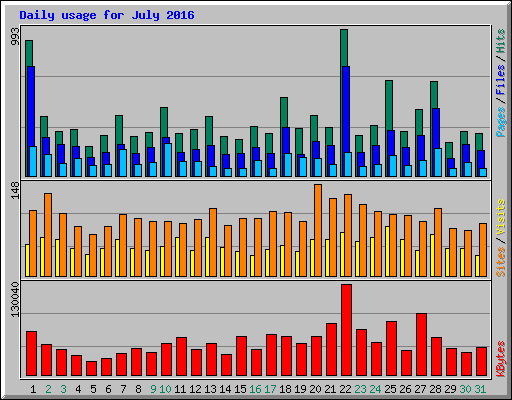 Daily usage for July 2016
993
Pages / Files / Hits
148
Sites / Visits
130040
KBytes
1 2 3 4 5 6 7 8 9 10 11 12 13 14 15 16 17 18 19 20 21 22 23 24 25 26 27 28 29 30 31